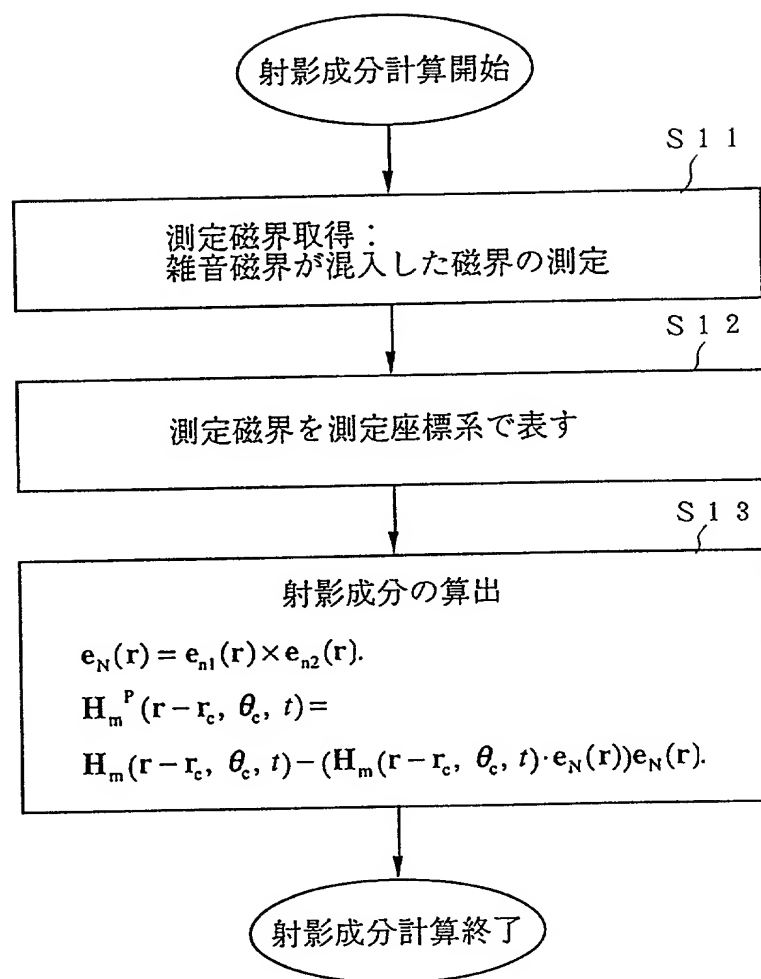 射影成分計算開始
S11
測定磁界取得：
雑音磁界が混入した磁界の測定
S12
測定磁界を測定座標系で表す
S13
射影成分の算出
e_N(r) = e_n1(r) × e_n2(r).
H_m^P(r − r_c, θ_c, t) =
H_m(r − r_c, θ_c, t) − (H_m(r − r_c, θ_c, t) · e_N(r))e_N(r).
射影成分計算終了